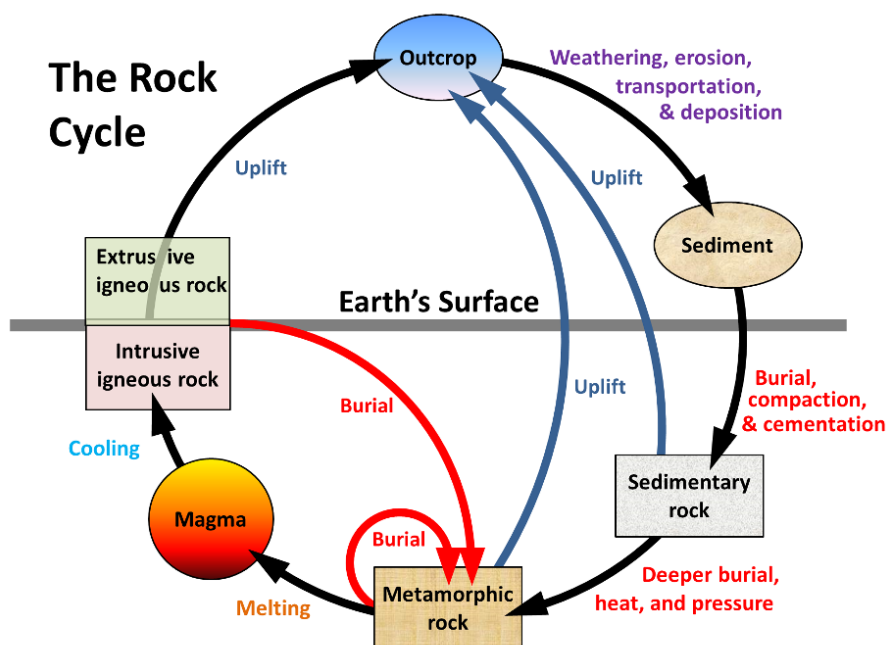 The Rock
Cycle
Outcrop
Weathering, erosion,
transportation,
& deposition
Uplift
Uplift
Sediment
Extrusive
igneous rock
Earth's Surface
Intrusive
igneous rock
Burial
Uplift
Burial,
compaction,
& cementation
Cooling
Sedimentary
rock
Magma
Burial
Deeper burial,
heat, and pressure
Melting
Metamorphic
rock